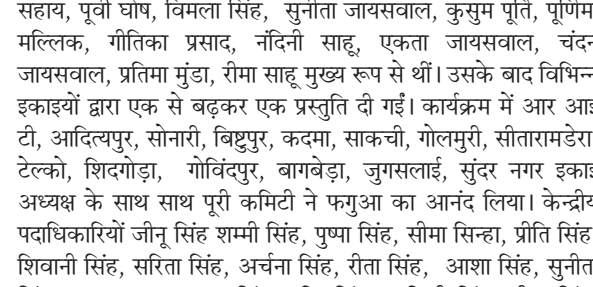 सहाय, पूर्वी घोष, विमला सिंह, सुनीता जायसवाल, कुसुम पूर्ति, पूर्णिम
मल्लिक, गीतिका प्रसाद, नंदिनी साहू, एकता जायसवाल, चंदन
जायसवाल, प्रतिमा मुंडा, रीमा साहू मुख्य रूप से थीं। उसके बाद विभिन्न
इकाइयों द्वारा एक से बढ़कर एक प्रस्तुति दी गईं। कार्यक्रम में आर आइ
टी, आदित्यपुर, सोनारी, बिष्टुपुर, कदमा, साकची, गोलमुरी, सीतारामडेरा
टेल्को, शिदगोड़ा, गोविंदपुर, बागबेड़ा, जुगसलाई, सुंदर नगर इकाइ
अध्यक्ष के साथ साथ पूरी कमिटी ने फगुआ का आनंद लिया। केन्द्रीय
पदाधिकारियों जीनू सिंह शम्मी सिंह, पुष्पा सिंह, सीमा सिन्हा, प्रीति सिंह
शिवानी सिंह, सरिता सिंह, अर्चना सिंह, रीता सिंह, आशा सिंह, सुनीत